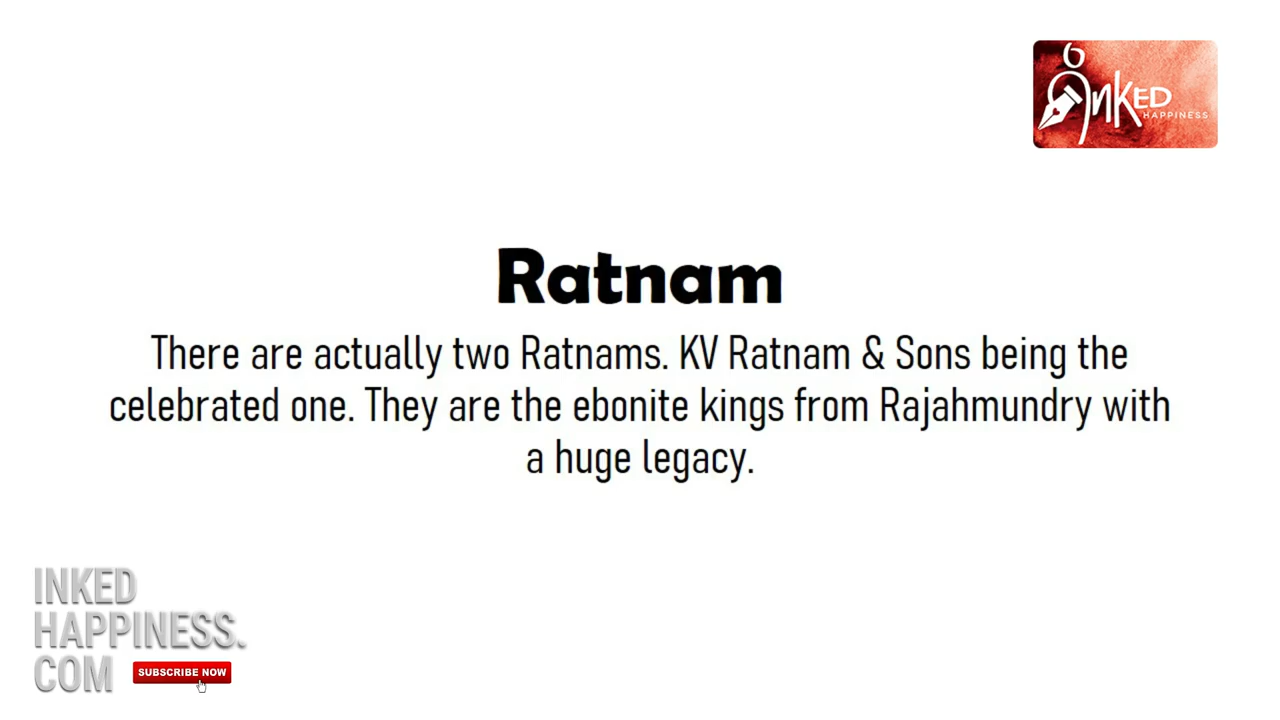 InkED
HAPPINESS
Ratnam
There are actually two Ratnams. KV Ratnam & Sons being the
celebrated one. They are the ebonite kings from Rajahmundry with
a huge legacy.
INKED
HAPPINESS.
COM
SUBSCRIBE NOW